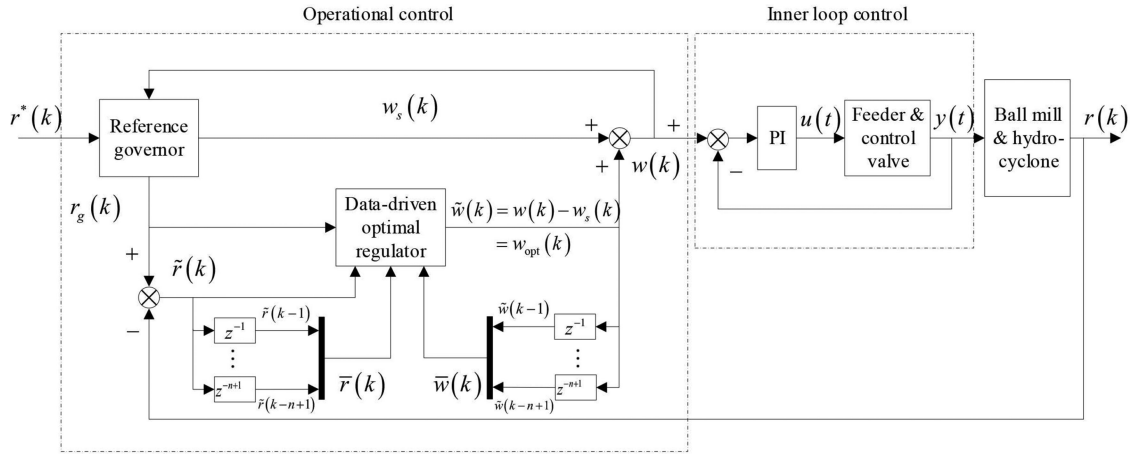 Operational control
Inner loop control
r*(k)
Reference
governor
w_s(k)
+
+
+
w(k)
−
PI
u(t)
Feeder &
control
valve
y(t)
Ball mill
& hydro-
cyclone
r(k)
r_g(k)
+
−
r̃(k)
Data-driven
optimal
regulator
w̃(k) = w(k) − w_s(k)
= w_opt(k)
z⁻¹
⋮
z⁻ⁿ⁺¹
r̃(k−1)
r̃(k−n+1)
r̄(k)
w̄(k)
w̃(k−1)
w̃(k−n+1)
z⁻¹
⋮
z⁻ⁿ⁺¹